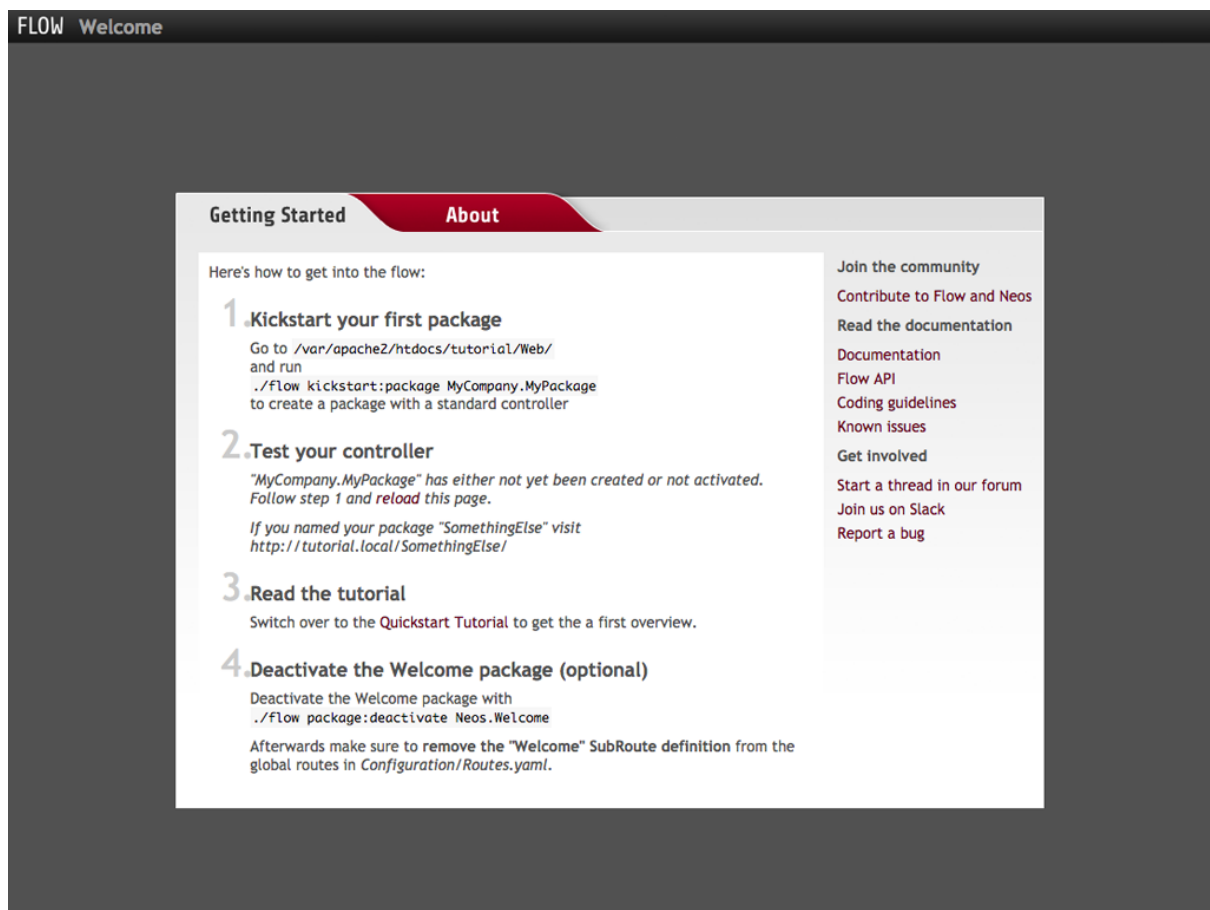 FLOW Welcome
Getting Started
About
Here's how to get into the flow:
1.Kickstart your first package
Go to /var/apache2/htdocs/tutorial/Web/
and run
./flow kickstart:package MyCompany.MyPackage
to create a package with a standard controller
2.Test your controller
"MyCompany.MyPackage" has either not yet been created or not activated.
Follow step 1 and reload this page.
If you named your package "SomethingElse" visit
http://tutorial.local/SomethingElse/
3.Read the tutorial
Switch over to the Quickstart Tutorial to get the a first overview.
4.Deactivate the Welcome package (optional)
Deactivate the Welcome package with
./flow package:deactivate Neos.Welcome
Afterwards make sure to remove the "Welcome" SubRoute definition from the
global routes in Configuration/Routes.yaml.
Join the community
Contribute to Flow and Neos
Read the documentation
Documentation
Flow API
Coding guidelines
Known issues
Get involved
Start a thread in our forum
Join us on Slack
Report a bug